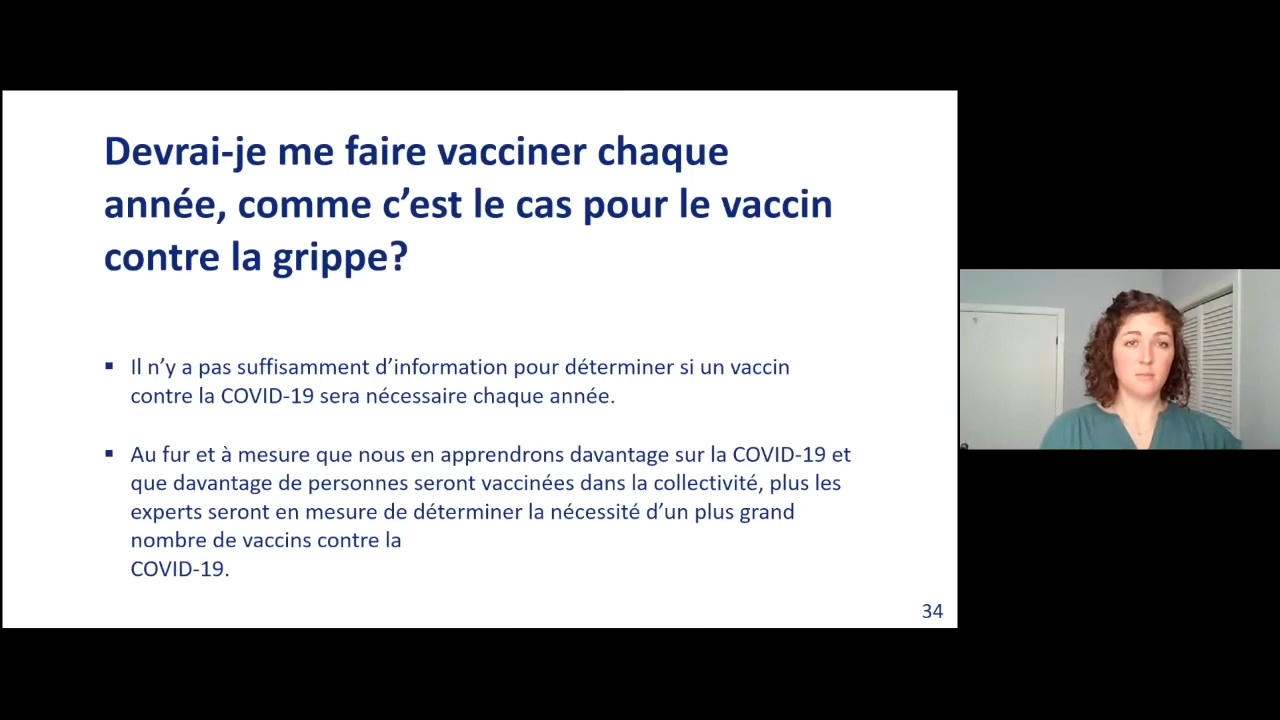 Devrai-je me faire vacciner chaque
année, comme c’est le cas pour le vaccin
contre la grippe?
▪ Il n’y a pas suffisamment d’information pour déterminer si un vaccin
contre la COVID-19 sera nécessaire chaque année.
▪ Au fur et à mesure que nous en apprendrons davantage sur la COVID-19 et
que davantage de personnes seront vaccinées dans la collectivité, plus les
experts seront en mesure de déterminer la nécessité d’un plus grand
nombre de vaccins contre la
COVID-19.
34